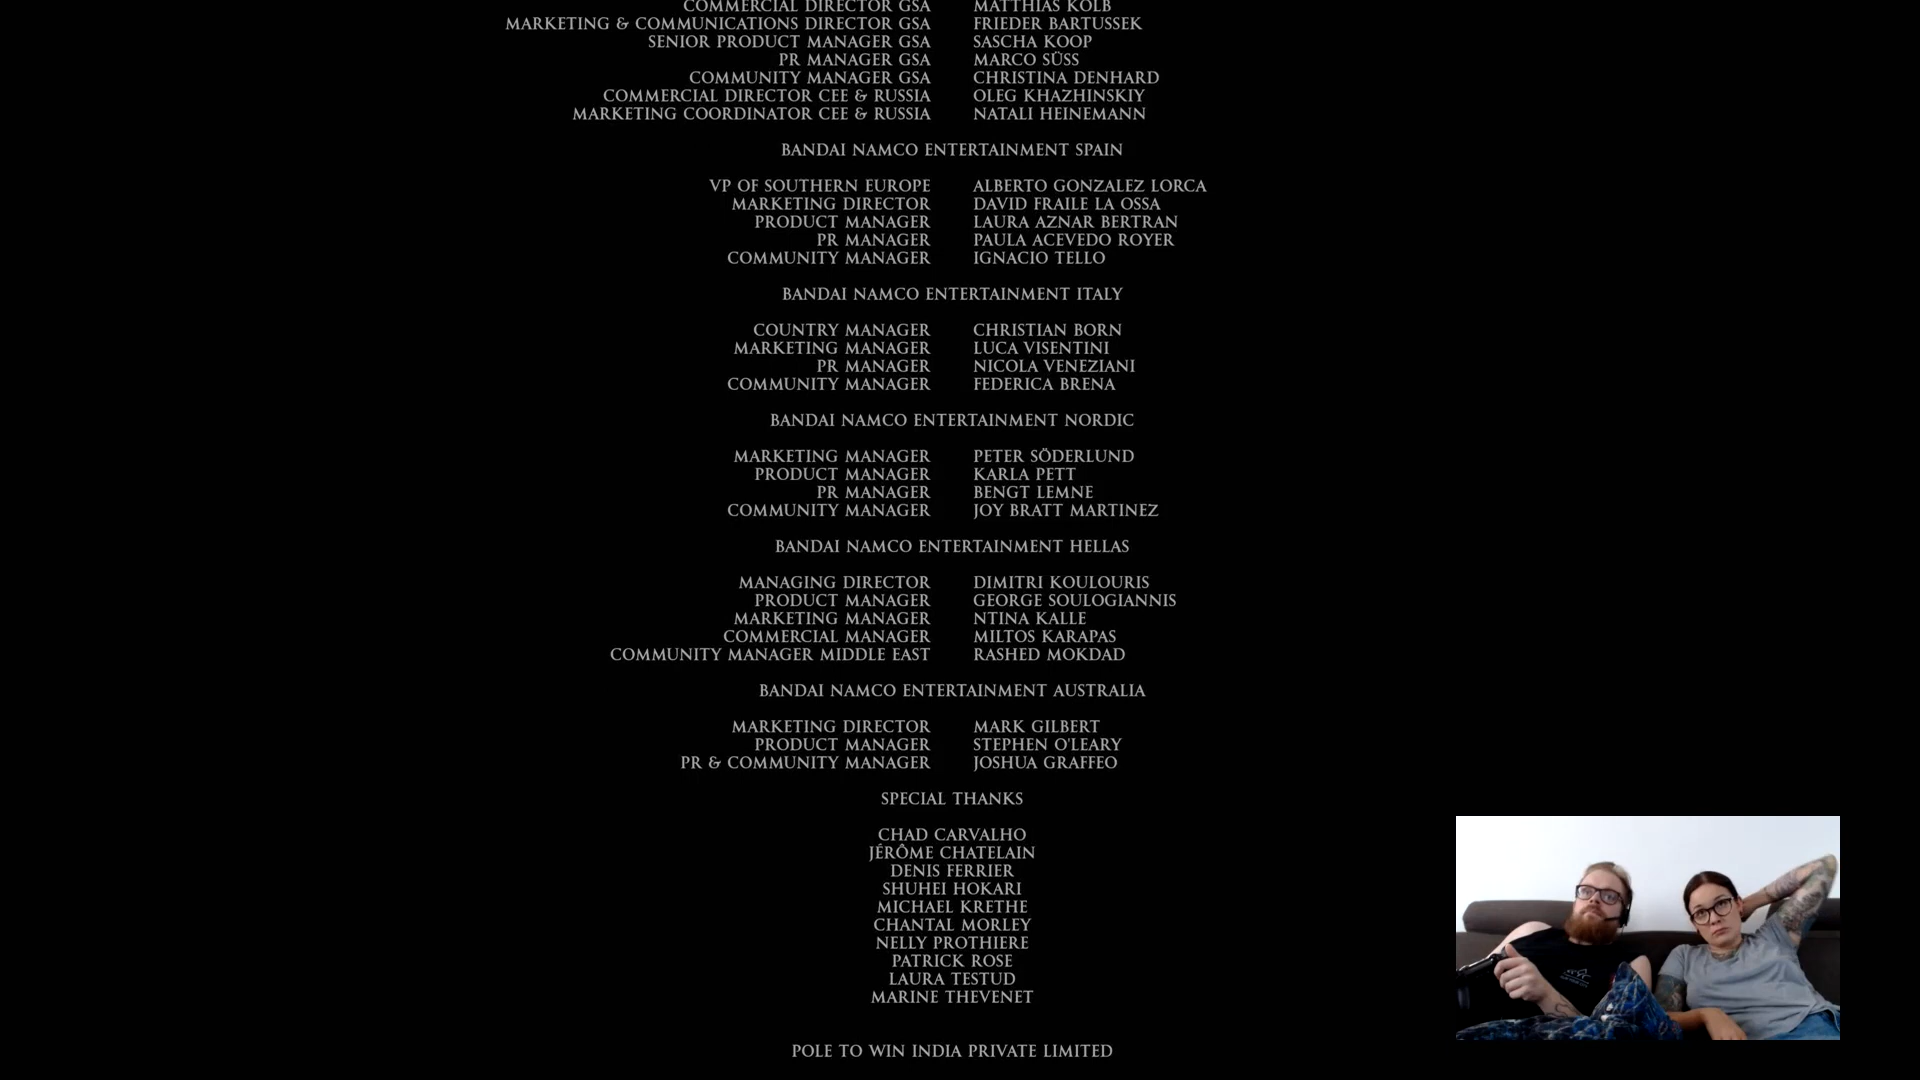 COMMERCIAL DIRECTOR GSA MATTHIAS KOLB
MARKETING & COMMUNICATIONS DIRECTOR GSA FRIEDER BARTUSSEK
SENIOR PRODUCT MANAGER GSA SASCHA KOOP
PR MANAGER GSA MARCO SÜSS
COMMUNITY MANAGER GSA CHRISTINA DENHARD
COMMERCIAL DIRECTOR CEE & RUSSIA OLEG KHAZHINSKIY
MARKETING COORDINATOR CEE & RUSSIA NATALI HEINEMANN
BANDAI NAMCO ENTERTAINMENT SPAIN
VP OF SOUTHERN EUROPE ALBERTO GONZALEZ LORCA
MARKETING DIRECTOR DAVID FRAILE LA OSSA
PRODUCT MANAGER LAURA AZNAR BERTRAN
PR MANAGER PAULA ACEVEDO ROYER
COMMUNITY MANAGER IGNACIO TELLO
BANDAI NAMCO ENTERTAINMENT ITALY
COUNTRY MANAGER CHRISTIAN BORN
MARKETING MANAGER LUCA VISENTINI
PR MANAGER NICOLA VENEZIANI
COMMUNITY MANAGER FEDERICA BRENA
BANDAI NAMCO ENTERTAINMENT NORDIC
MARKETING MANAGER PETER SÖDERLUND
PRODUCT MANAGER KARLA PETT
PR MANAGER BENGT LEMNE
COMMUNITY MANAGER JOY BRATT MARTINEZ
BANDAI NAMCO ENTERTAINMENT HELLAS
MANAGING DIRECTOR DIMITRI KOULOURIS
PRODUCT MANAGER GEORGE SOULOGIANNIS
MARKETING MANAGER NTINA KALLE
COMMERCIAL MANAGER MILTOS KARAPAS
COMMUNITY MANAGER MIDDLE EAST RASHED MOKDAD
BANDAI NAMCO ENTERTAINMENT AUSTRALIA
MARKETING DIRECTOR MARK GILBERT
PRODUCT MANAGER STEPHEN O'LEARY
PR & COMMUNITY MANAGER JOSHUA GRAFFEO
SPECIAL THANKS
CHAD CARVALHO
JÉRÔME CHATELAIN
DENIS FERRIER
SHUHEI HOKARI
MICHAEL KRETHE
CHANTAL MORLEY
NELLY PROTHIERE
PATRICK ROSE
LAURA TESTUD
MARINE THEVENET
POLE TO WIN INDIA PRIVATE LIMITED